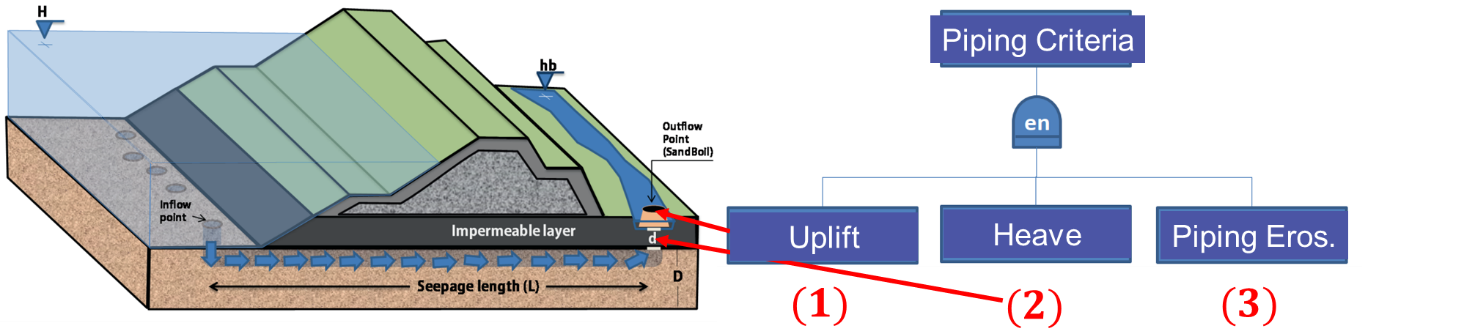 H
hb
Outflow
Point
(SandBoil)
Inflow
point
Impermeable layer
d
D
Seepage length (L)
Piping Criteria
en
Uplift
Heave
Piping Eros.
(1)
(2)
(3)